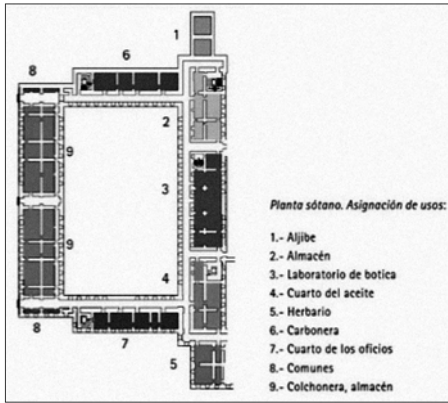 1
6
8
2
9
3
9
4
8
7
5
Planta sótano. Asignación de usos:
1.- Aljibe
2.- Almacén
3.- Laboratorio de botica
4.- Cuarto del aceite
5.- Herbario
6.- Carbonera
7.- Cuarto de los oficios
8.- Comunes
9.- Colchonera, almacén